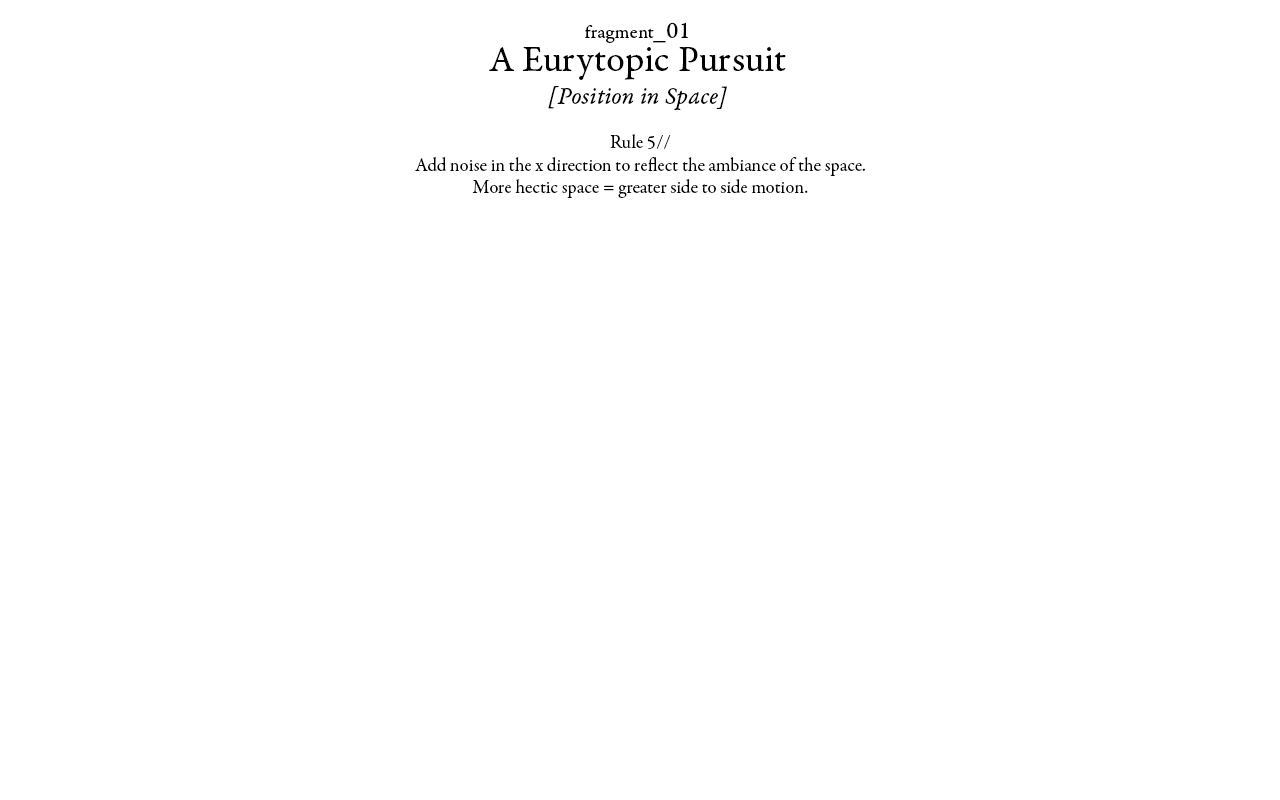 fragment_01
A Eurytopic Pursuit
[Position in Space]
Rule 5//
Add noise in the x direction to reflect the ambiance of the space.
More hectic space = greater side to side motion.